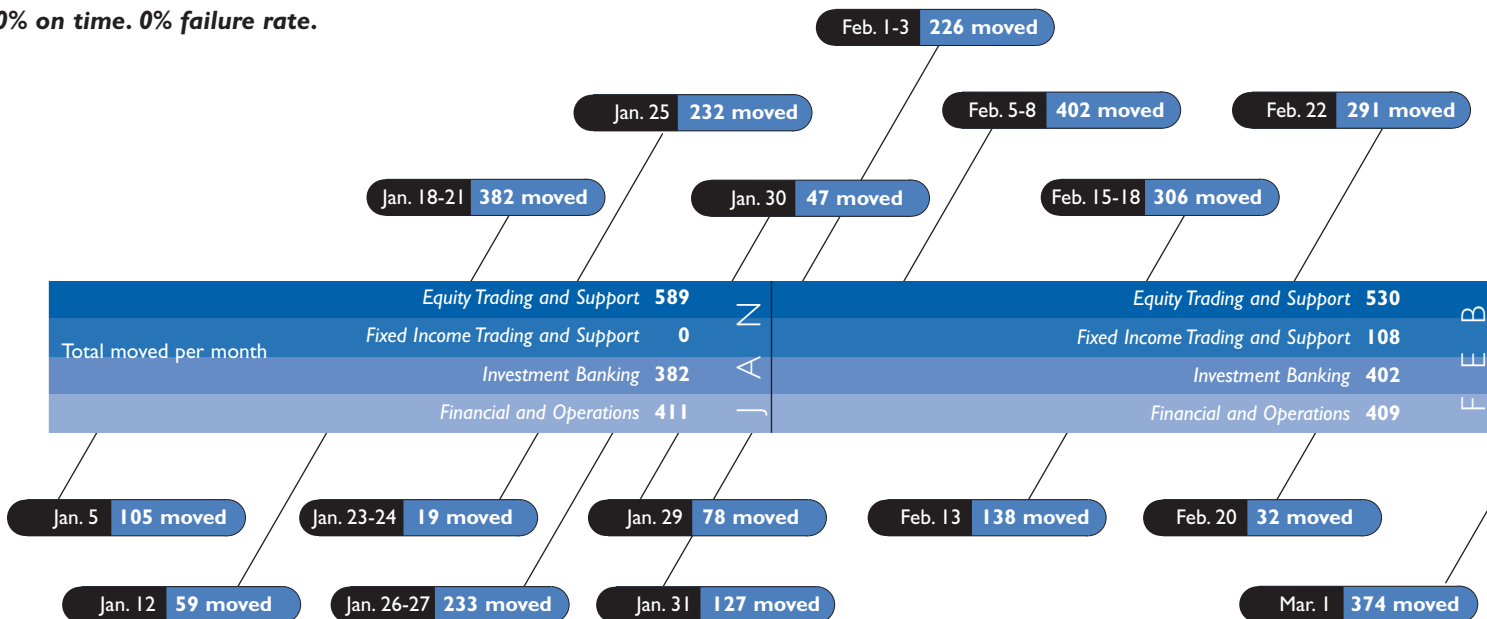 0% on time. 0% failure rate.
Feb. 1-3 226 moved
Jan. 25 232 moved
Feb. 5-8 402 moved
Feb. 22 291 moved
Jan. 18-21 382 moved
Jan. 30 47 moved
Feb. 15-18 306 moved
Total moved per month
Equity Trading and Support 589
Fixed Income Trading and Support 0
Investment Banking 382
Financial and Operations 411
JAN
Equity Trading and Support 530
Fixed Income Trading and Support 108
Investment Banking 402
Financial and Operations 409
FEB
Jan. 5 105 moved
Jan. 23-24 19 moved
Jan. 29 78 moved
Feb. 13 138 moved
Feb. 20 32 moved
Jan. 12 59 moved
Jan. 26-27 233 moved
Jan. 31 127 moved
Mar. 1 374 moved